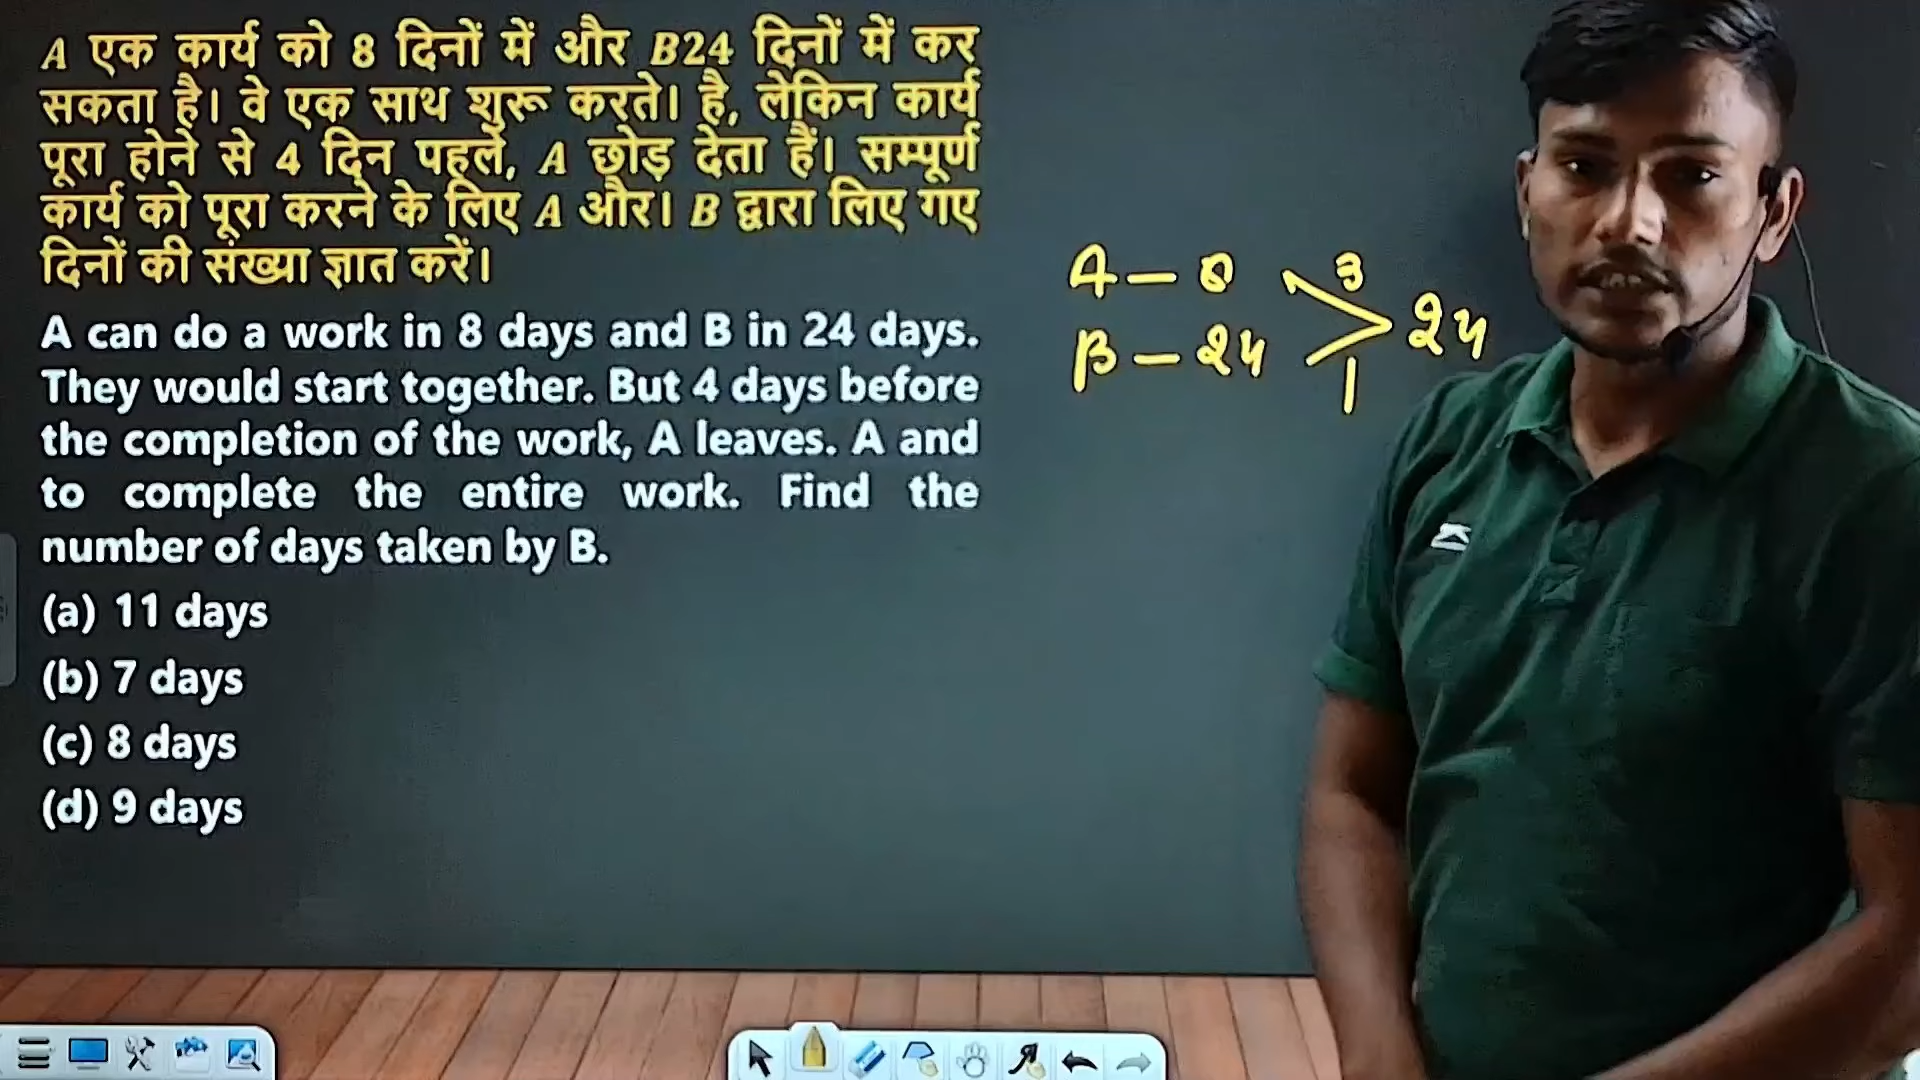 A एक कार्य को 8 दिनों में और B24 दिनों में कर
सकता है। वे एक साथ शुरू करते। है, लेकिन कार्य
पूरा होने से 4 दिन पहले, A छोड़ देता हैं। सम्पूर्ण
कार्य को पूरा करने के लिए A और। B द्वारा लिए गए
दिनों की संख्या ज्ञात करें।
A can do a work in 8 days and B in 24 days.
They would start together. But 4 days before
the completion of the work, A leaves. A and
to complete the entire work. Find the
number of days taken by B.
(a) 11 days
(b) 7 days
(c) 8 days
(d) 9 days
A – 8 3
24
B – 24 1